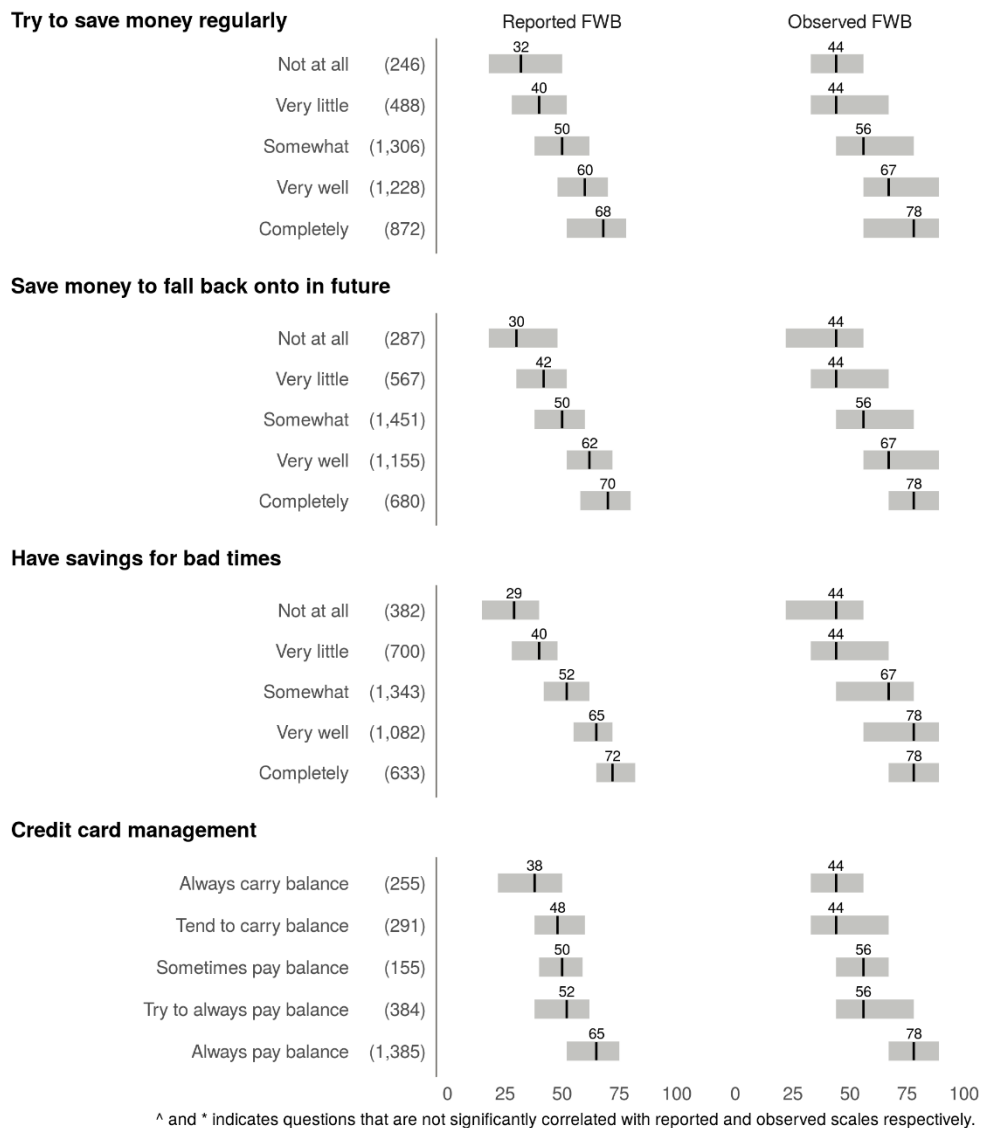 Try to save money regularly Reported FWB Observed FWB
Not at all (246) 32 44
Very little (488) 40 44
Somewhat (1,306) 50 56
Very well (1,228) 60 67
Completely (872) 68 78
Save money to fall back onto in future
Not at all (287) 30 44
Very little (567) 42 44
Somewhat (1,451) 50 56
Very well (1,155) 62 67
Completely (680) 70 78
Have savings for bad times
Not at all (382) 29 44
Very little (700) 40 44
Somewhat (1,343) 52 67
Very well (1,082) 65 78
Completely (633) 72 78
Credit card management
Always carry balance (255) 38 44
Tend to carry balance (291) 48 44
Sometimes pay balance (155) 50 56
Try to always pay balance (384) 52 56
Always pay balance (1,385) 65 78
0 25 50 75 100 0 25 50 75 100
^ and * indicates questions that are not significantly correlated with reported and observed scales respectively.